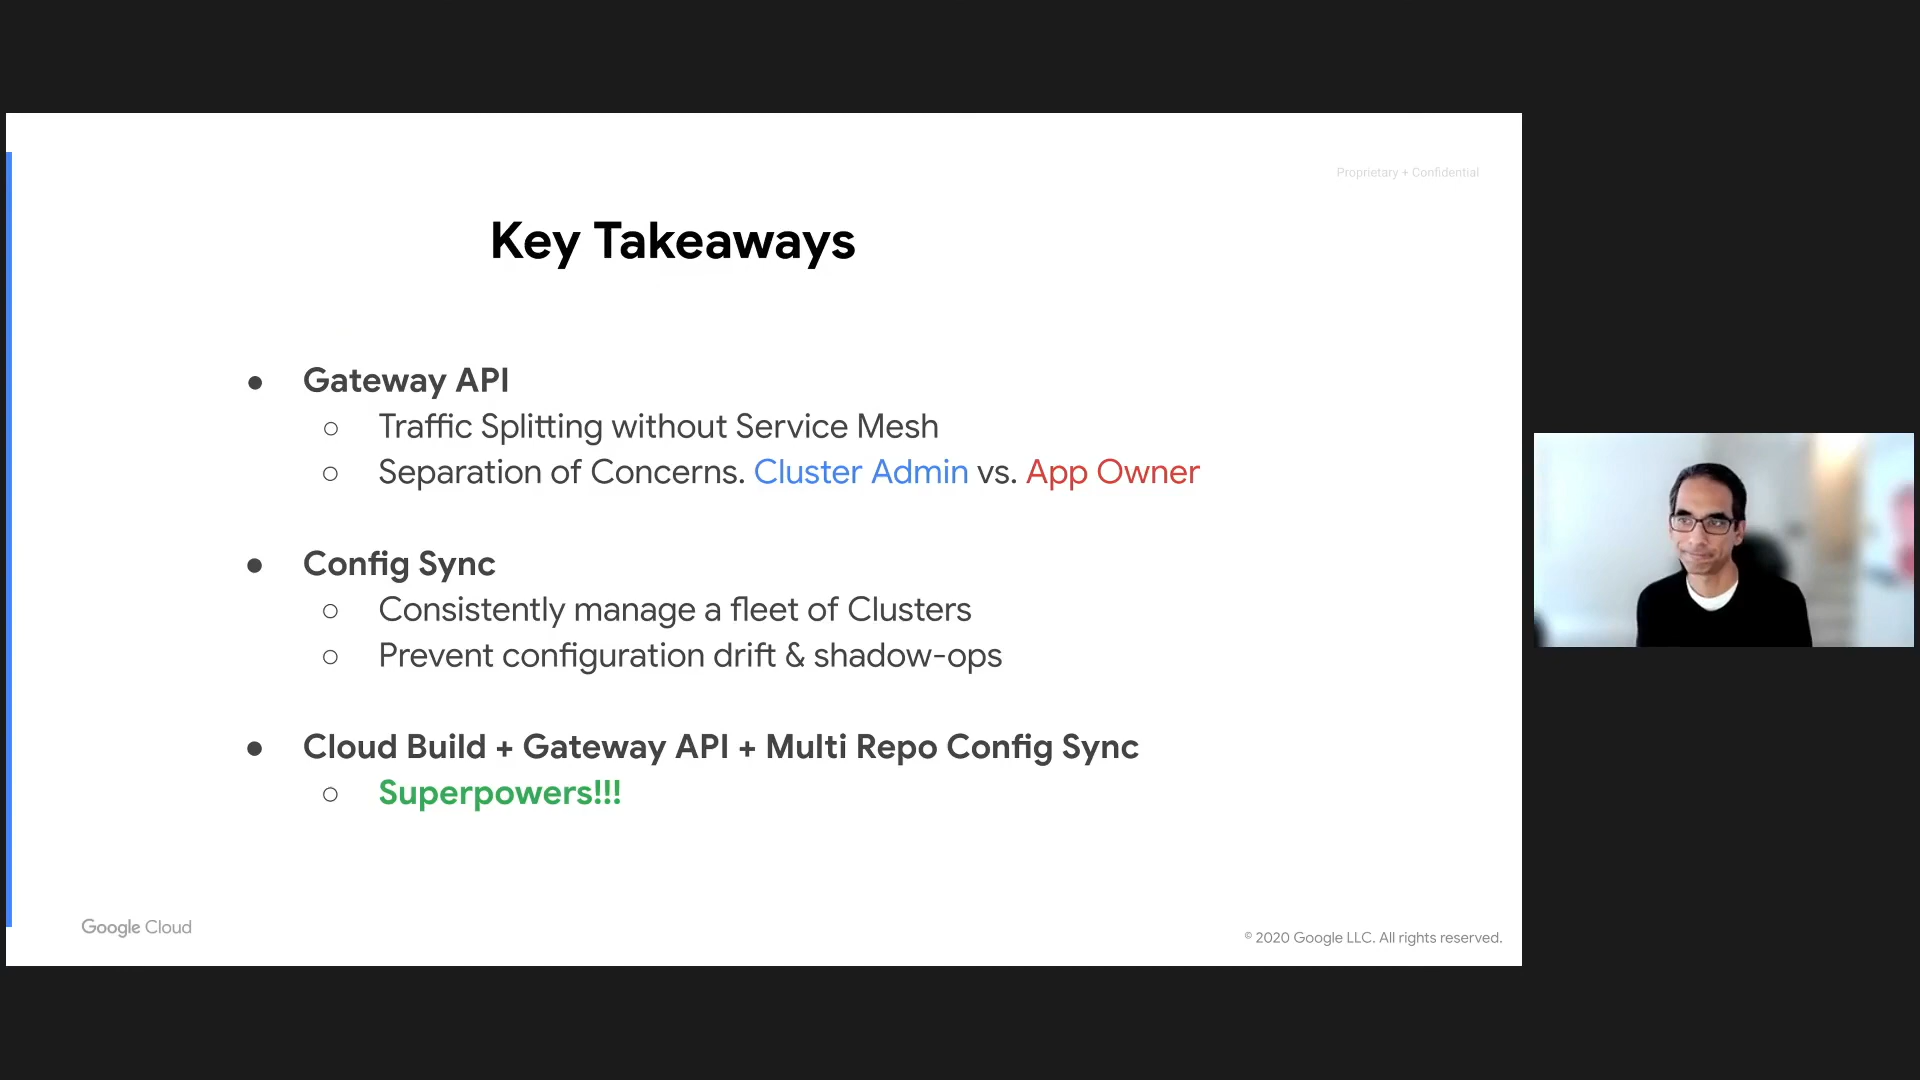 Proprietary + Confidential
Key Takeaways
● Gateway API
○ Traffic Splitting without Service Mesh
○ Separation of Concerns. Cluster Admin vs. App Owner
● Config Sync
○ Consistently manage a fleet of Clusters
○ Prevent configuration drift & shadow-ops
● Cloud Build + Gateway API + Multi Repo Config Sync
○ Superpowers!!!
Google Cloud
© 2020 Google LLC. All rights reserved.